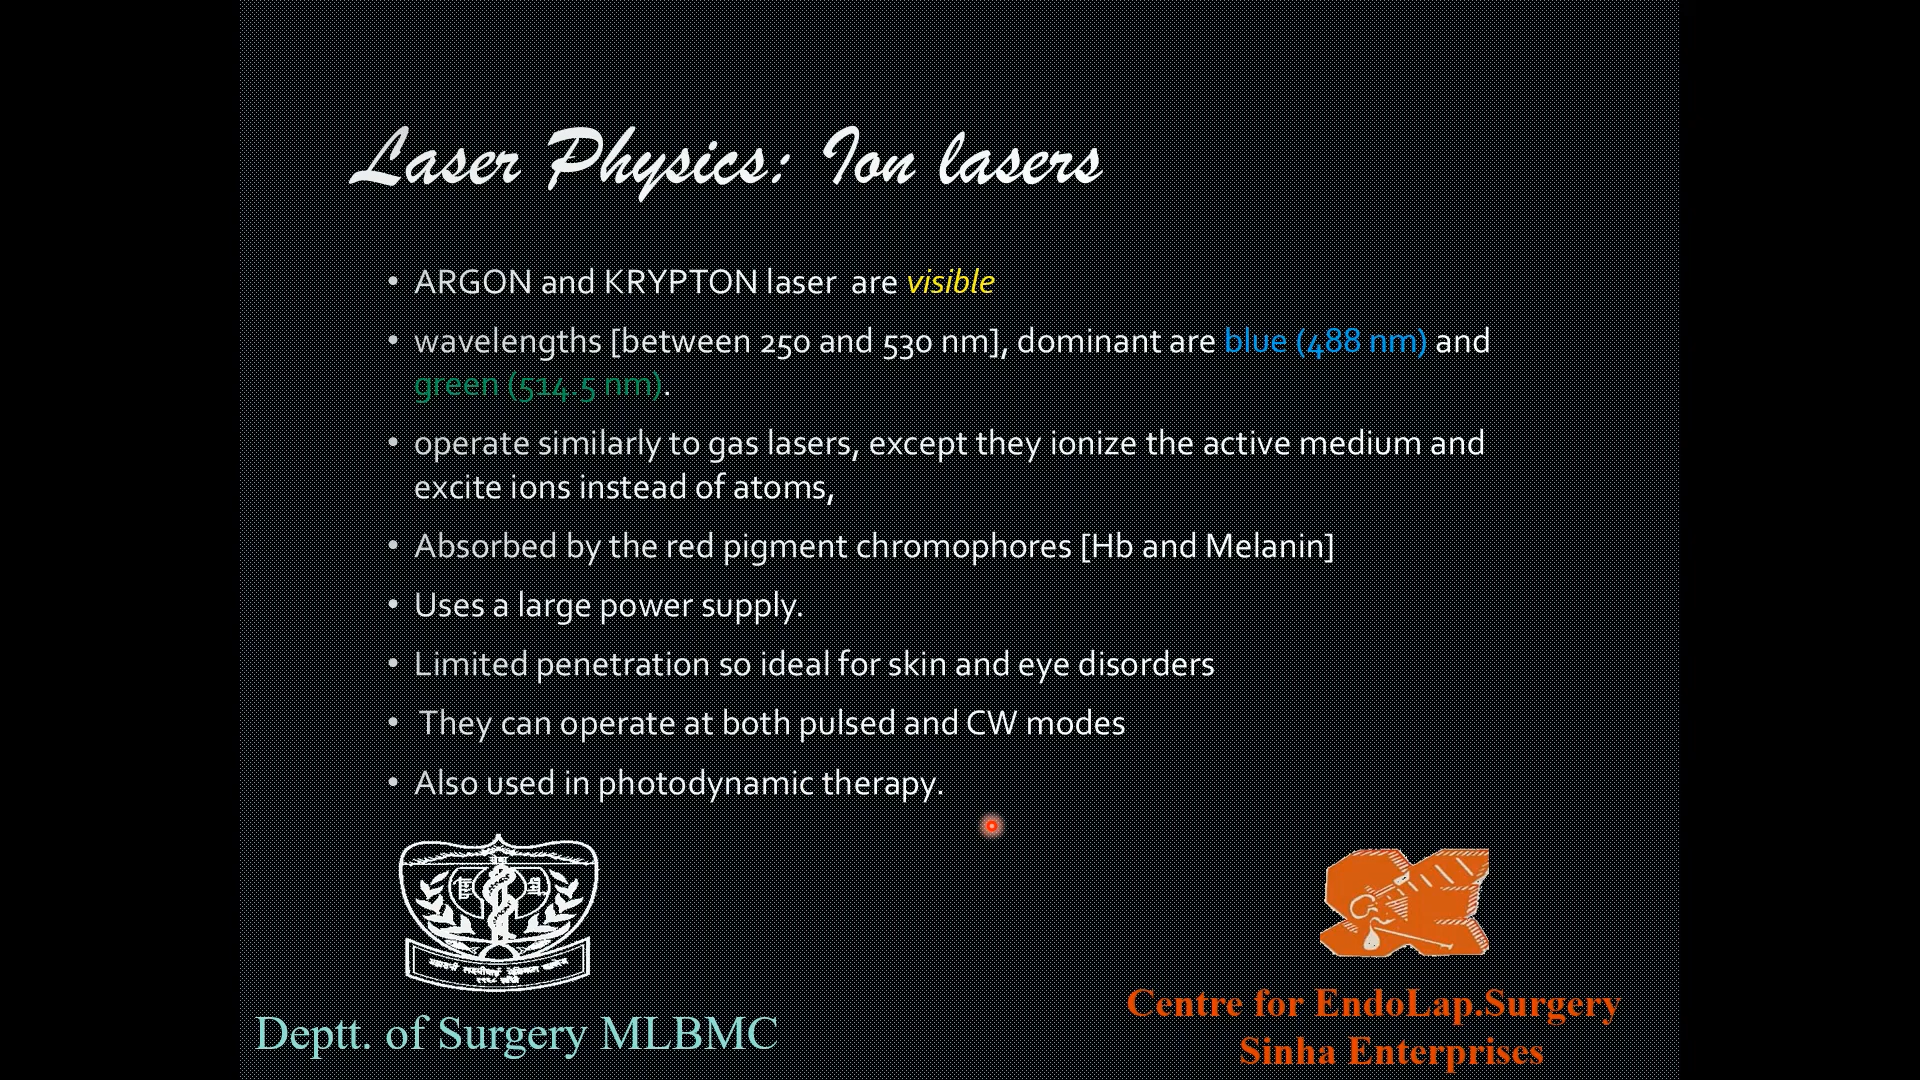 Laser Physics: Ion lasers
• ARGON and KRYPTON laser are visible
• wavelengths [between 250 and 530 nm], dominant are blue (488 nm) and
green (514.5 nm).
• operate similarly to gas lasers, except they ionize the active medium and
excite ions instead of atoms,
• Absorbed by the red pigment chromophores [Hb and Melanin]
• Uses a large power supply.
• Limited penetration so ideal for skin and eye disorders
• They can operate at both pulsed and CW modes
• Also used in photodynamic therapy.
Deptt. of Surgery MLBMC
Centre for EndoLap.Surgery
Sinha Enterprises